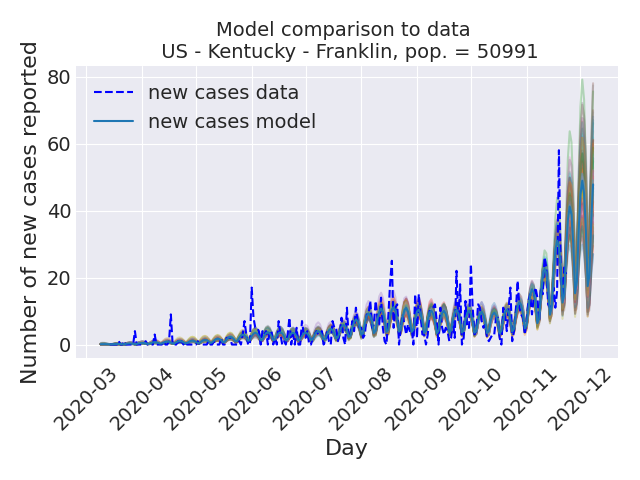 Model comparison to data
US - Kentucky - Franklin, pop. = 50991
Number of new cases reported
80
60
40
20
0
new cases data
new cases model
2020-03
2020-04
2020-05
2020-06
2020-07
2020-08
2020-09
2020-10
2020-11
2020-12
Day